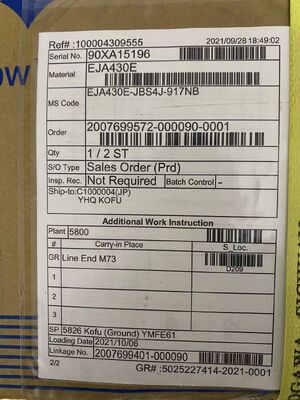 Ref#: 100004309555 2021/09/28 18:49:02
Serial No. 90XA15196
Material EJA430E
MS Code EJA430E-JBS4J-917NB
Order 2007699572-000090-0001
Qty 1 / 2 ST
S/O Type Sales Order (Prd)
Insp. Rec. Not Required Batch Control -
Ship-to:C1000004(JP)
YHQ KOFU
Additional Work Instruction
Plant 5800
# Carry-in Place S_Loc.
GR Line End M73
D209
1
2
3
SP 5826 Kofu (Ground) YMFE61
Loading Date 2021/10/06
Linkage No. 2007699401-000090
2/2 GR#: 5025227414-2021-0001
ow